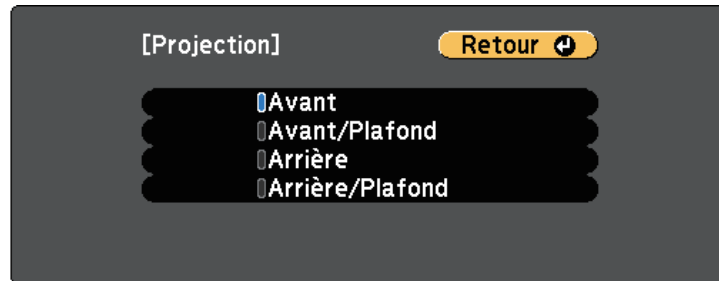 [Projection] Retour
Avant
Avant/Plafond
Arrière
Arrière/Plafond